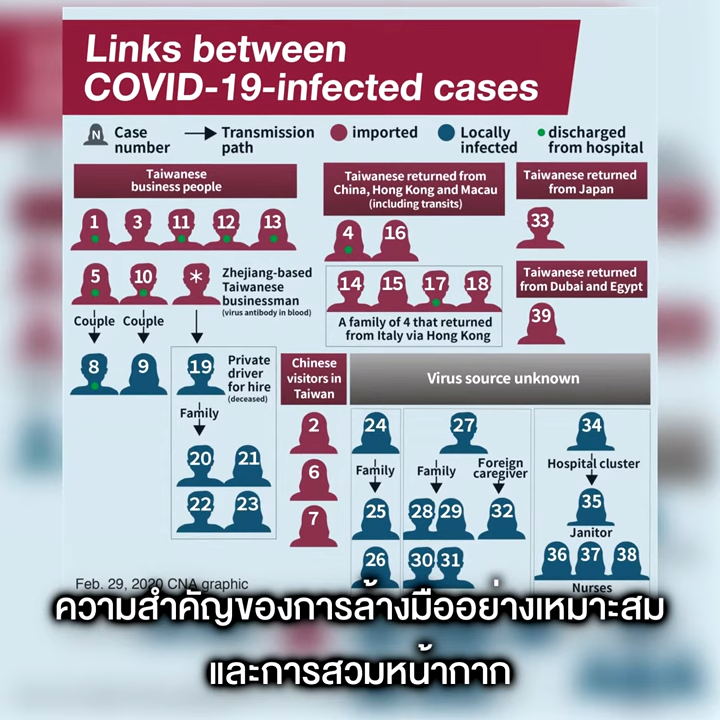 Links between
COVID-19-infected cases
N Case number
Transmission path
imported
Locally infected
discharged from hospital
Taiwanese business people
1 3 11 12 13
5 10 *
Zhejiang-based
Taiwanese
businessman
(virus antibody in blood)
Couple Couple
8 9 19
Private
driver
for hire
(deceased)
Family
20 21
22 23
Taiwanese returned from
China, Hong Kong and Macau
(including transits)
4 16
14 15 17 18
A family of 4 that returned
from Italy via Hong Kong
Taiwanese returned
from Japan
33
Taiwanese returned
from Dubai and Egypt
39
Chinese
visitors in
Taiwan
2
6
7
Virus source unknown
24
Family
25
26
27
Family
Foreign
caregiver
28 29 32
30 31
34
Hospital cluster
35
Janitor
36 37 38
Nurses
Feb. 29, 2020 CNA graphic
ความสำคัญของการล้างมืออย่างเหมาะสม
และการสวมหน้ากาก